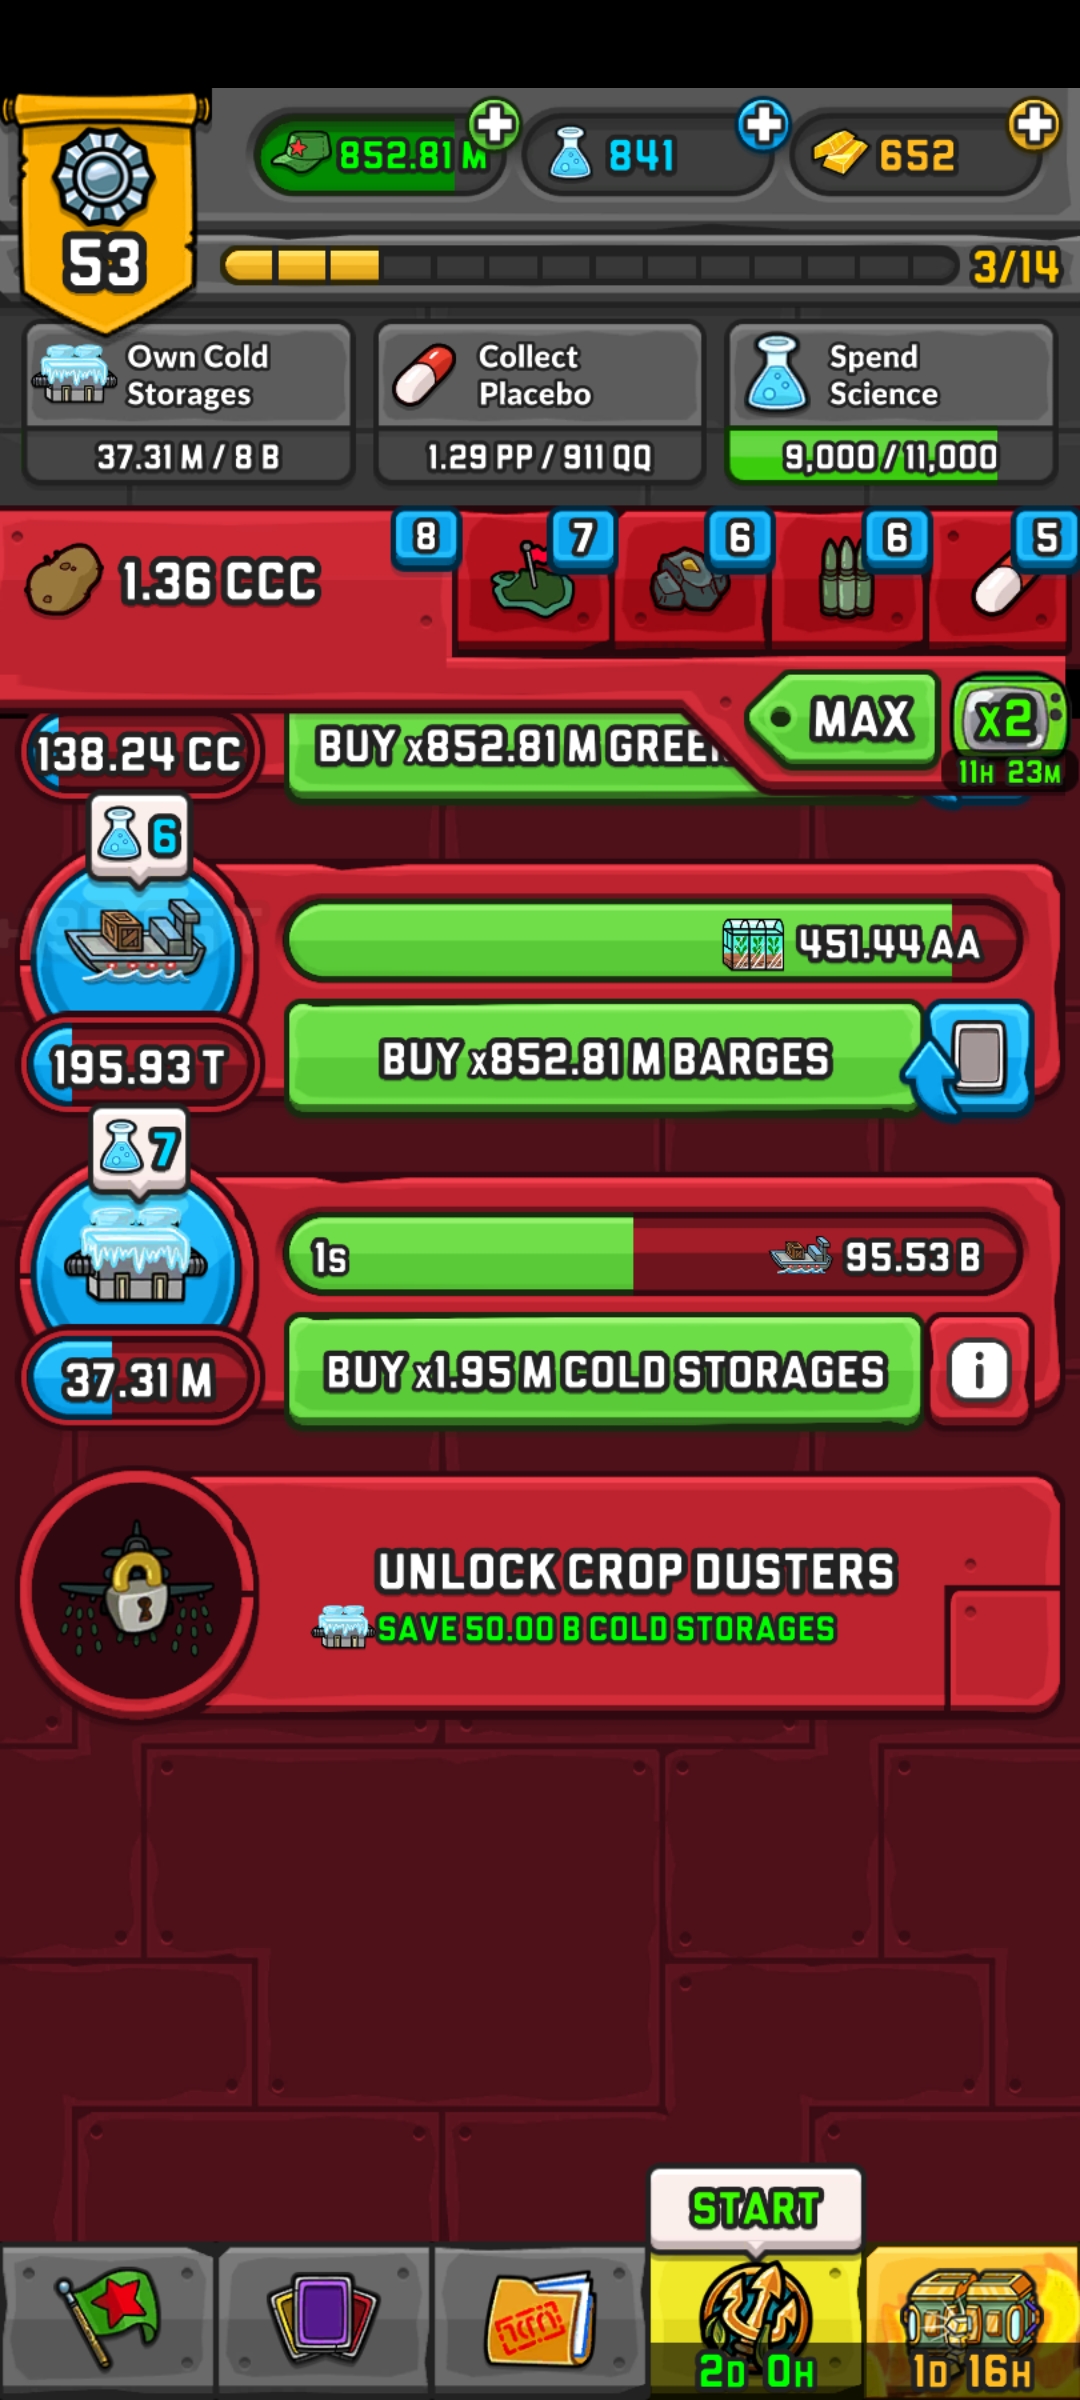 852.81 M
841
652
53
3/14
Own Cold
Storages
37.31 M / 8 B
Collect
Placebo
1.29 PP / 911 QQ
Spend
Science
9,000 / 11,000
1.36 CCC
8
7
6
6
5
MAX
x2
11H 23M
138.24 CC
BUY x852.81 M GREE
6
451.44 AA
195.93 T
BUY x852.81 M BARGES
7
1s
95.53 B
37.31 M
BUY x1.95 M COLD STORAGES
i
UNLOCK CROP DUSTERS
SAVE 50.00 B COLD STORAGES
START
2D 0H
1D 16H